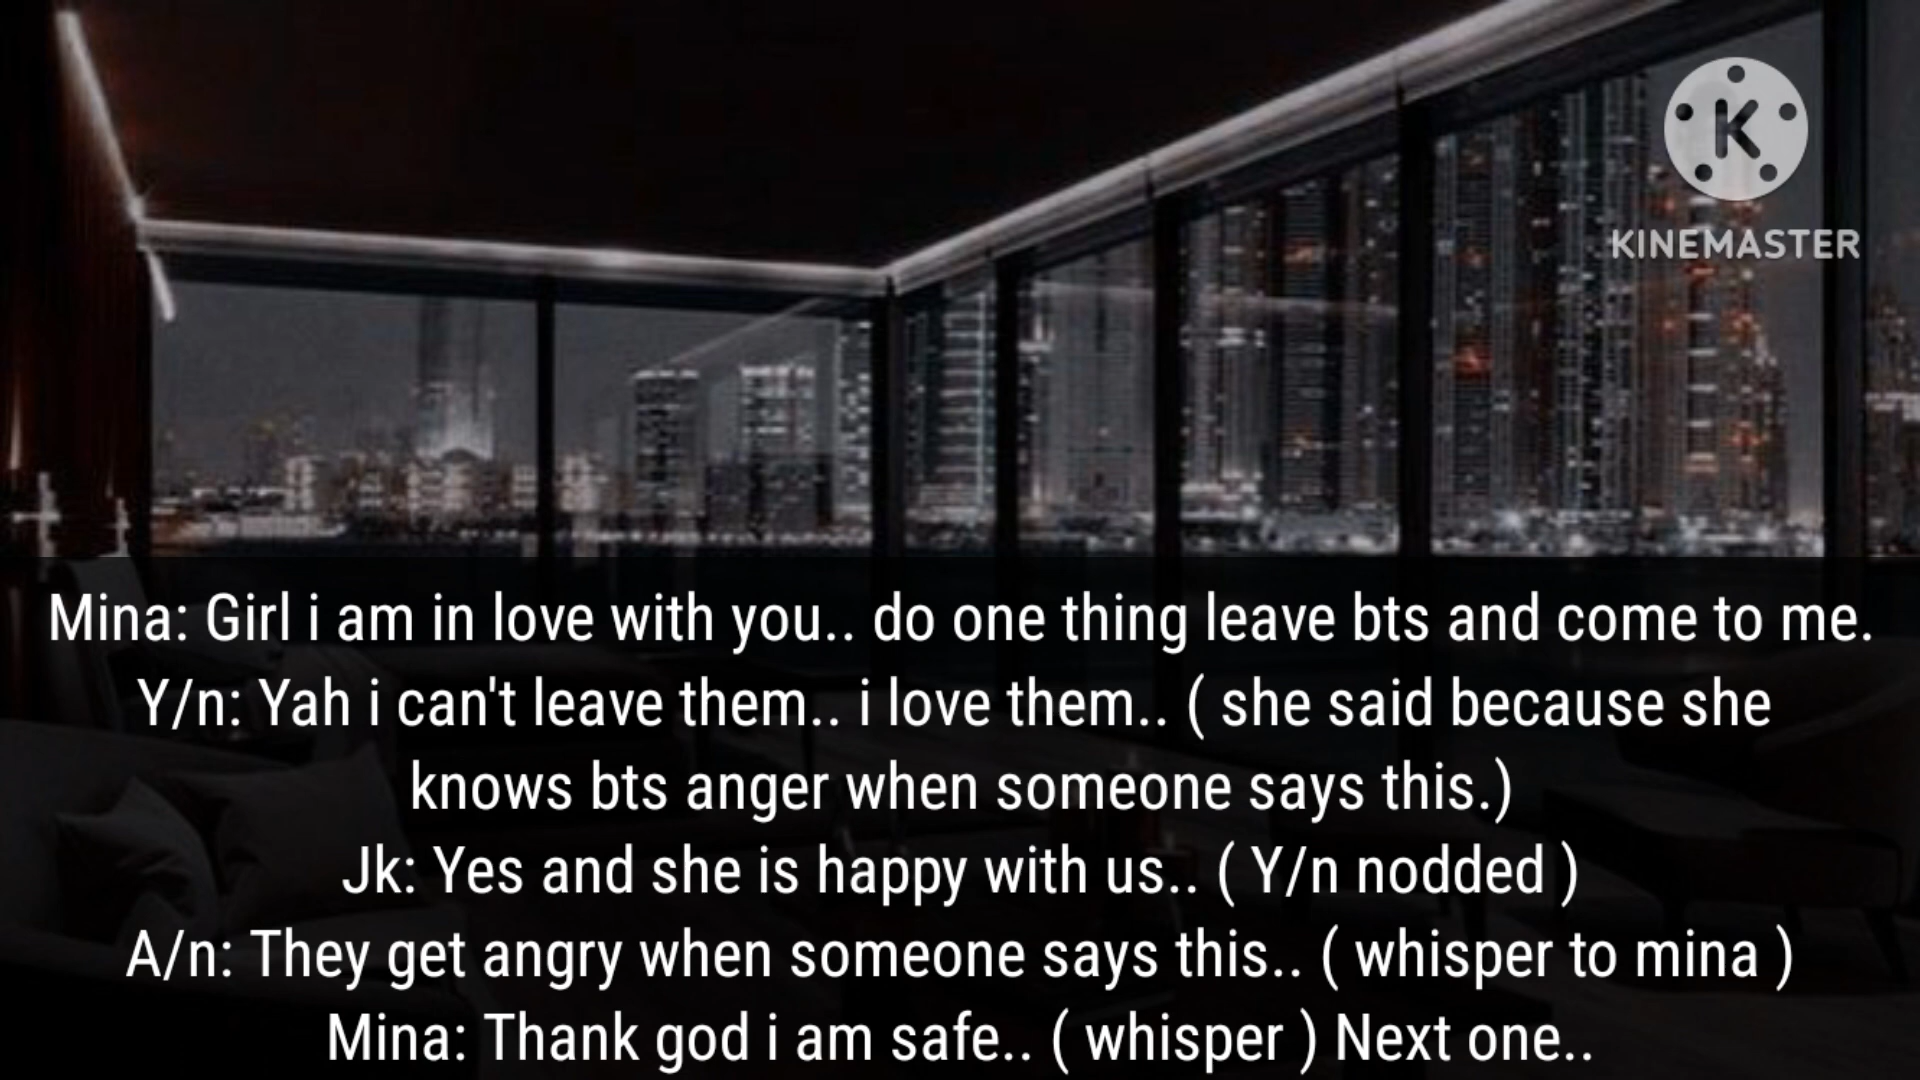 K
KINEMASTER
Mina: Girl i am in love with you.. do one thing leave bts and come to me.
Y/n: Yah i can't leave them.. i love them.. ( she said because she
knows bts anger when someone says this.)
Jk: Yes and she is happy with us.. ( Y/n nodded )
A/n: They get angry when someone says this.. ( whisper to mina )
Mina: Thank god i am safe.. ( whisper ) Next one..